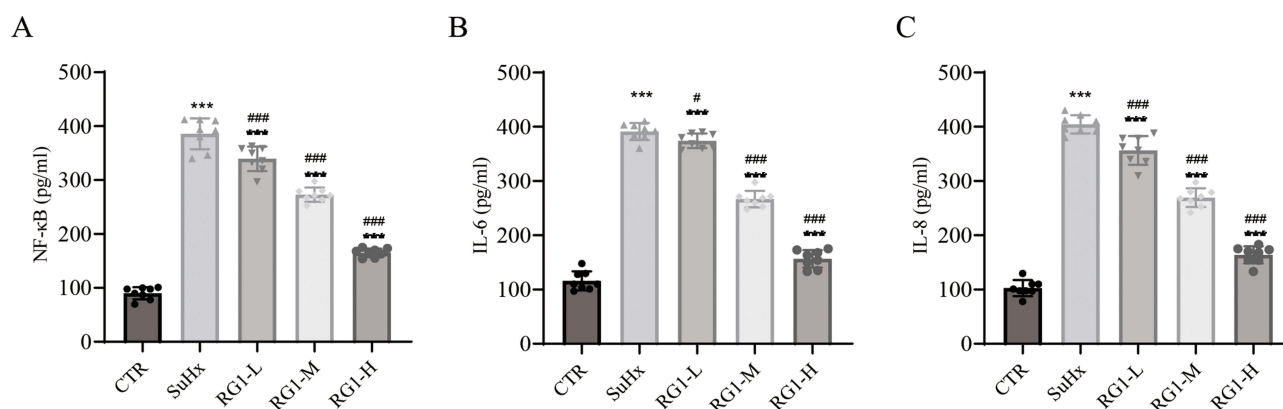 A
NF-κB (pg/ml)
500
400
300
200
100
0
***
###
***
###
***
###
***
CTR
SuHx
RG1-L
RG1-M
RG1-H
B
IL-6 (pg/ml)
500
400
300
200
100
0
***
#
***
###
***
###
***
CTR
SuHx
RG1-L
RG1-M
RG1-H
C
IL-8 (pg/ml)
500
400
300
200
100
0
***
###
***
###
***
###
***
CTR
SuHx
RG1-L
RG1-M
RG1-H